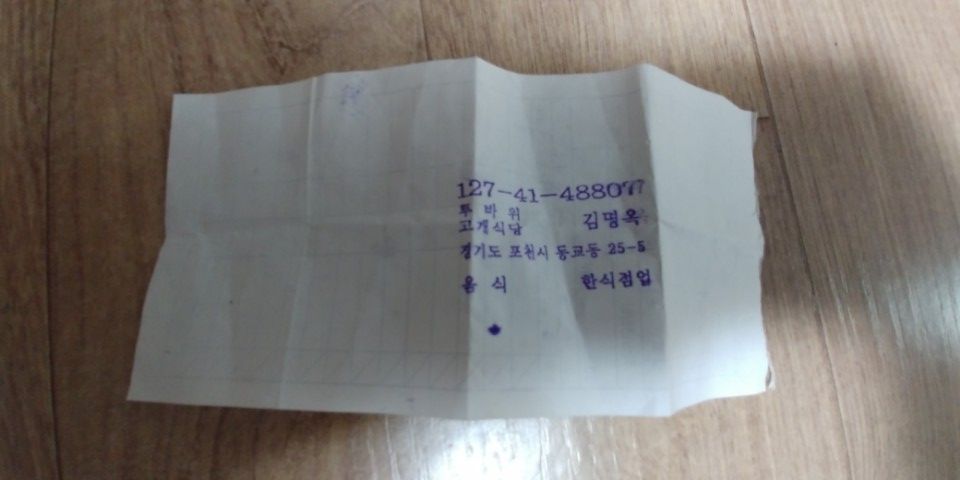 127-41-48807
투 바 위
고개식당 김명옥
경기도 포천시 동교동 25-5
음 식 한식점업